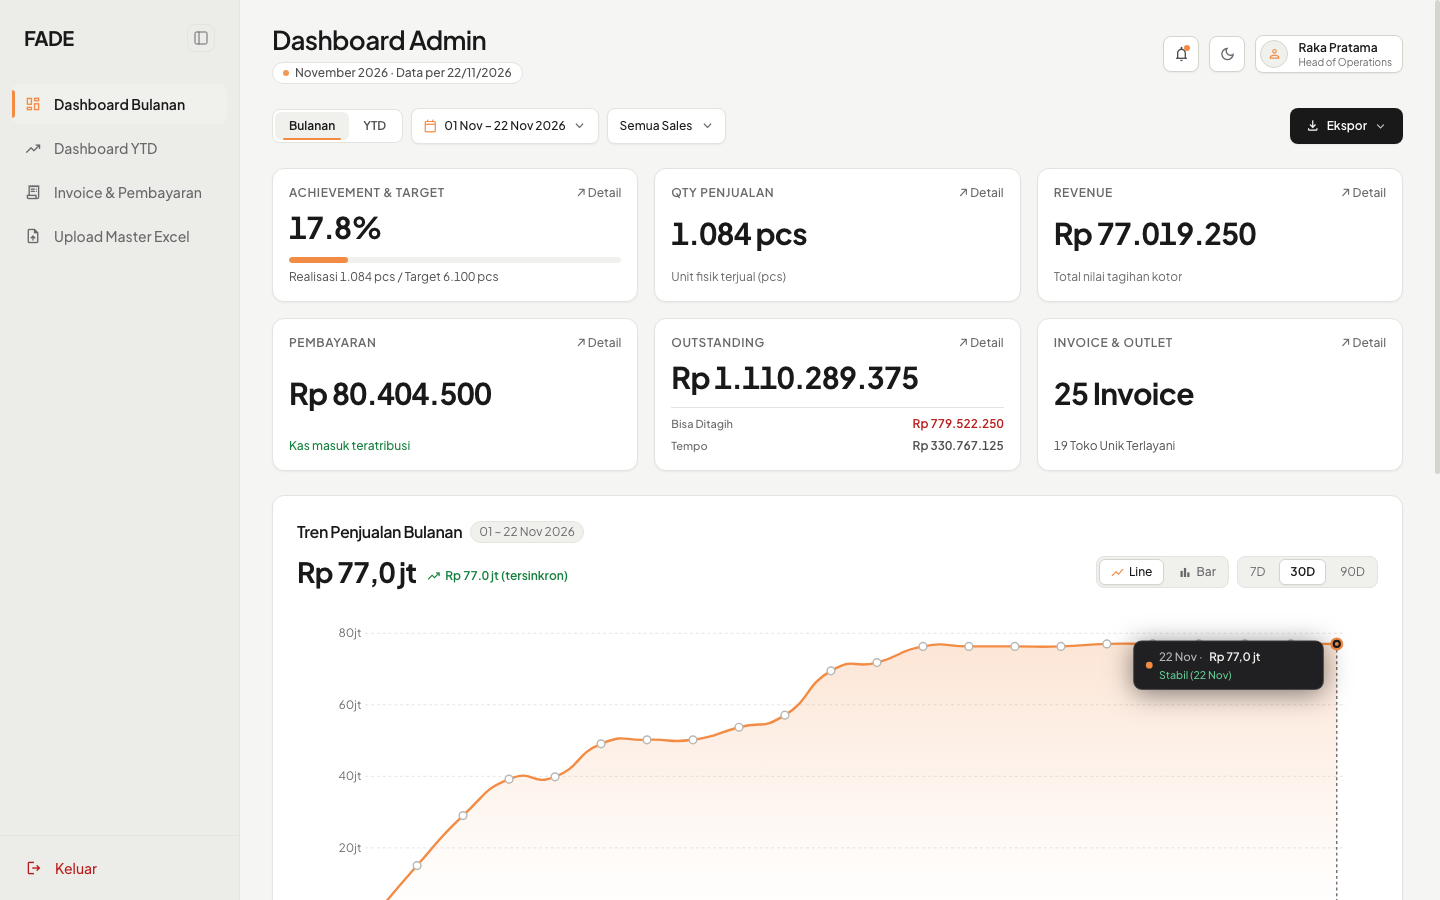 FADE
Dashboard Bulanan
Dashboard YTD
Invoice & Pembayaran
Upload Master Excel
Keluar
Dashboard Admin
November 2026 · Data per 22/11/2026
Raka Pratama
Head of Operations
Bulanan
YTD
01 Nov – 22 Nov 2026
Semua Sales
Ekspor
ACHIEVEMENT & TARGET
Detail
17.8%
Realisasi 1.084 pcs / Target 6.100 pcs
QTY PENJUALAN
Detail
1.084 pcs
Unit fisik terjual (pcs)
REVENUE
Detail
Rp 77.019.250
Total nilai tagihan kotor
PEMBAYARAN
Detail
Rp 80.404.500
Kas masuk teratribusi
OUTSTANDING
Detail
Rp 1.110.289.375
Bisa Ditagih Rp 779.522.250
Tempo Rp 330.767.125
INVOICE & OUTLET
Detail
25 Invoice
19 Toko Unik Terlayani
Tren Penjualan Bulanan
01 – 22 Nov 2026
Rp 77,0 jt
Rp 77.0 jt (tersinkron)
Line
Bar
7D
30D
90D
80jt
60jt
40jt
20jt
22 Nov · Rp 77,0 jt
Stabil (22 Nov)